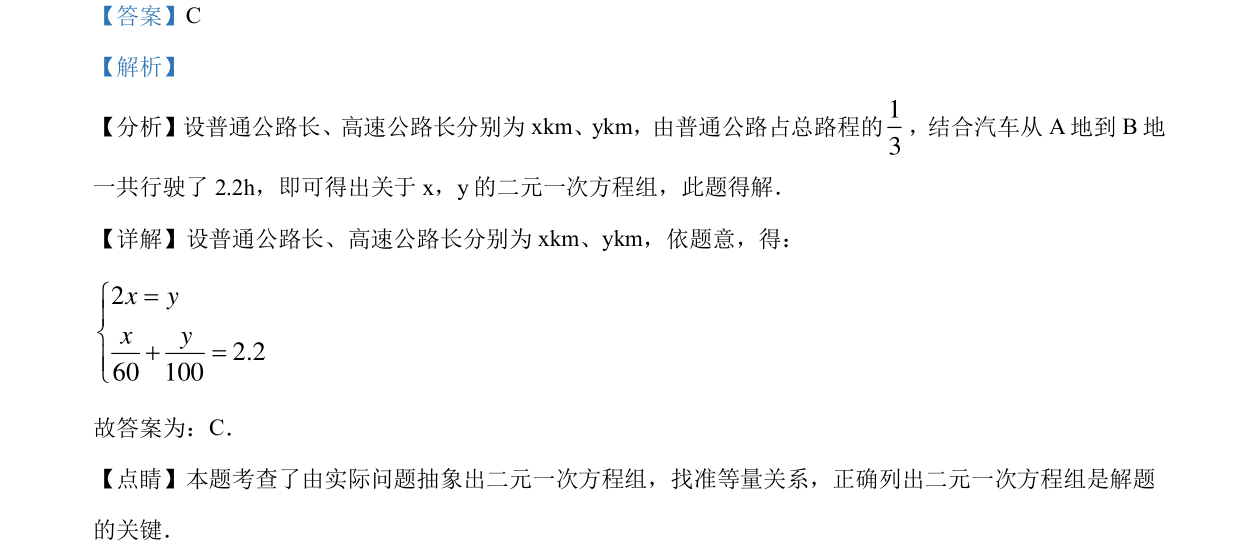 【答案】C
【解析】
【分析】设普通公路长、高速公路长分别为 xkm、ykm，由普通公路占总路程的 $\frac{1}{3}$ ，结合汽车从 A 地到 B 地
一共行驶了 2.2h，即可得出关于 x，y 的二元一次方程组，此题得解．
【详解】设普通公路长、高速公路长分别为 xkm、ykm，依题意，得：
$\begin{cases} 2x = y \\ \frac{x}{60} + \frac{y}{100} = 2.2 \end{cases}$
故答案为：C．
【点睛】本题考查了由实际问题抽象出二元一次方程组，找准等量关系，正确列出二元一次方程组是解题
的关键．